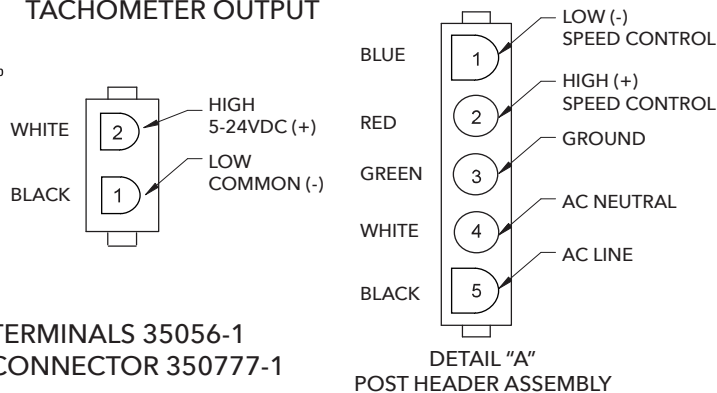 TACHOMETER OUTPUT
WHITE
2
HIGH
5-24VDC (+)
BLACK
1
LOW
COMMON (-)
TERMINALS 35056-1
CONNECTOR 350777-1
BLUE
1
LOW (-)
SPEED CONTROL
RED
2
HIGH (+)
SPEED CONTROL
GREEN
3
GROUND
WHITE
4
AC NEUTRAL
BLACK
5
AC LINE
DETAIL “A”
POST HEADER ASSEMBLY